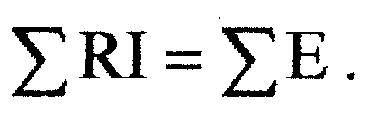 ∑RI = ∑E.